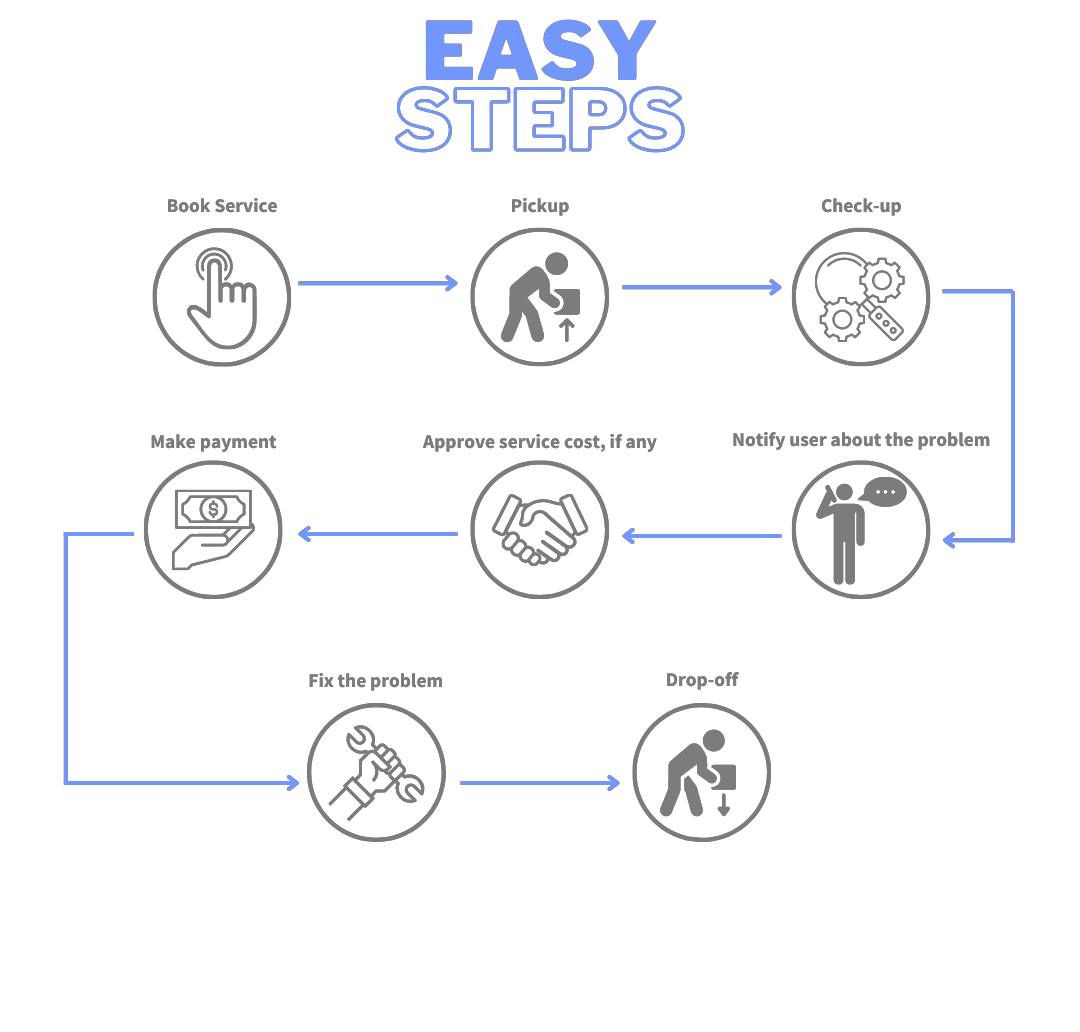 EASY
STEPS
Book Service
Pickup
Check-up
Notify user about the problem
Approve service cost, if any
Make payment
$
Fix the problem
Drop-off